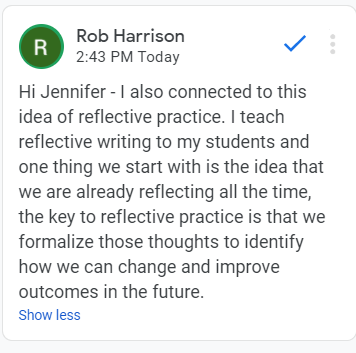 R
Rob Harrison
2:43 PM Today
Hi Jennifer - I also connected to this
idea of reflective practice. I teach
reflective writing to my students and
one thing we start with is the idea that
we are already reflecting all the time,
the key to reflective practice is that we
formalize those thoughts to identify
how we can change and improve
outcomes in the future.
Show less